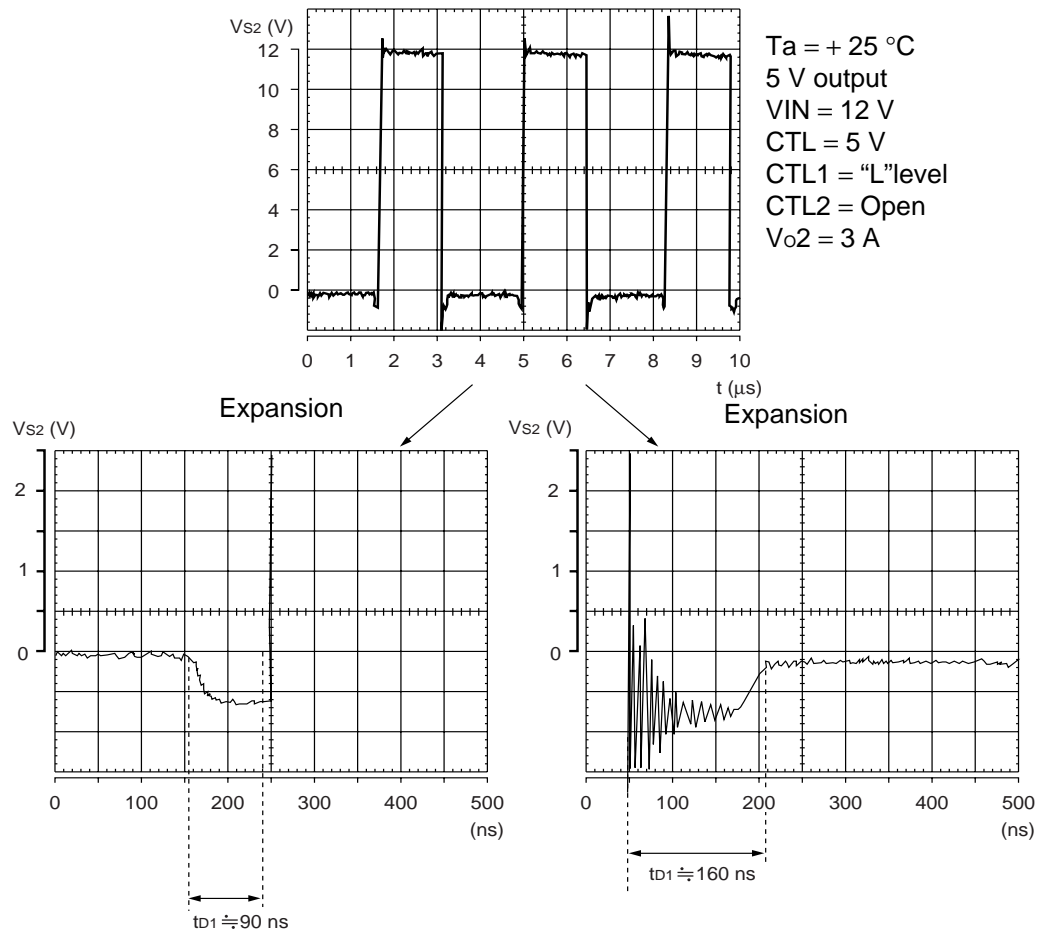 VS2 (V)
12
10
8
6
4
2
0
0 1 2 3 4 5 6 7 8 9 10
t (μs)
Ta = + 25 °C
5 V output
VIN = 12 V
CTL = 5 V
CTL1 = “L”level
CTL2 = Open
VO2 = 3 A
Expansion
Expansion
VS2 (V)
2
1
0
0 100 200 300 400 500
(ns)
tD1≒90 ns
VS2 (V)
2
1
0
0 100 200 300 400 500
(ns)
tD1≒160 ns